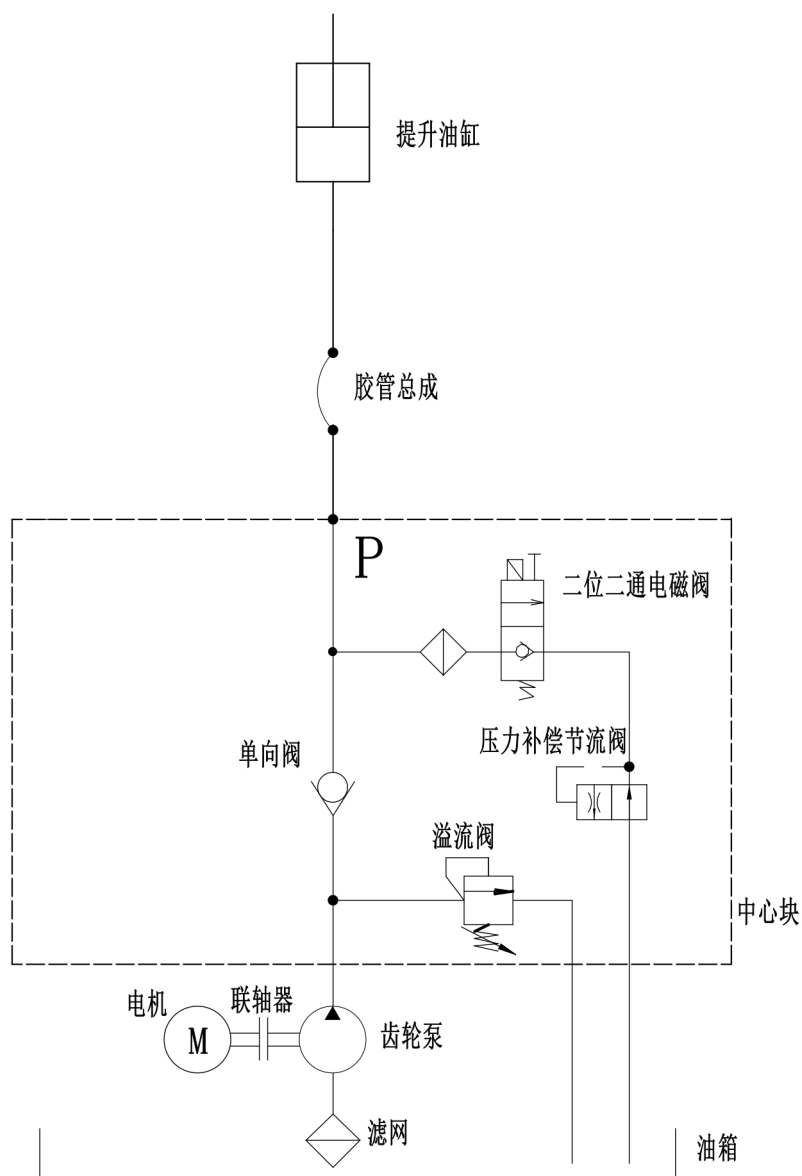 提升油缸
胶管总成
P
二位二通电磁阀
单向阀
压力补偿节流阀
溢流阀
中心块
电机
联轴器
M
齿轮泵
滤网
油箱